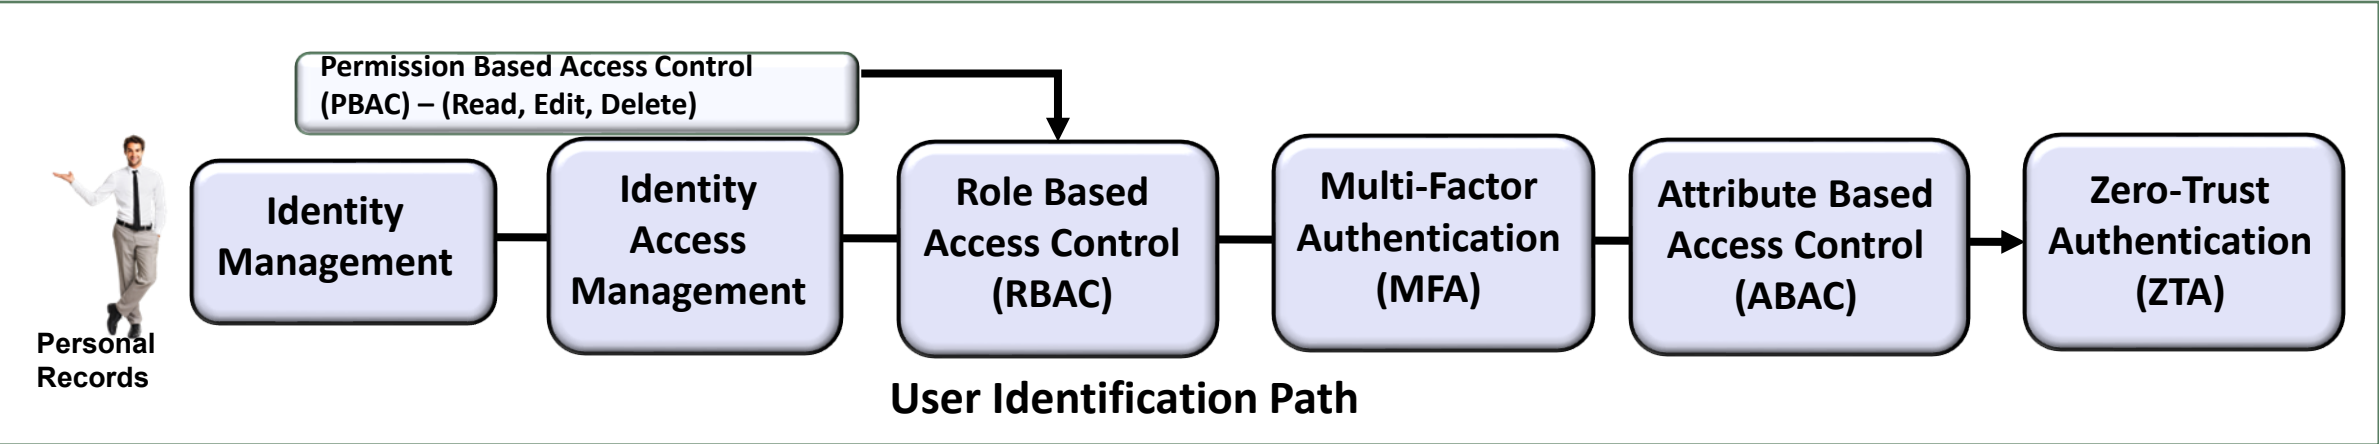 Permission Based Access Control
(PBAC) – (Read, Edit, Delete)
Personal
Records
Identity
Management
Identity
Access
Management
Role Based
Access Control
(RBAC)
Multi-Factor
Authentication
(MFA)
Attribute Based
Access Control
(ABAC)
Zero-Trust
Authentication
(ZTA)
User Identification Path